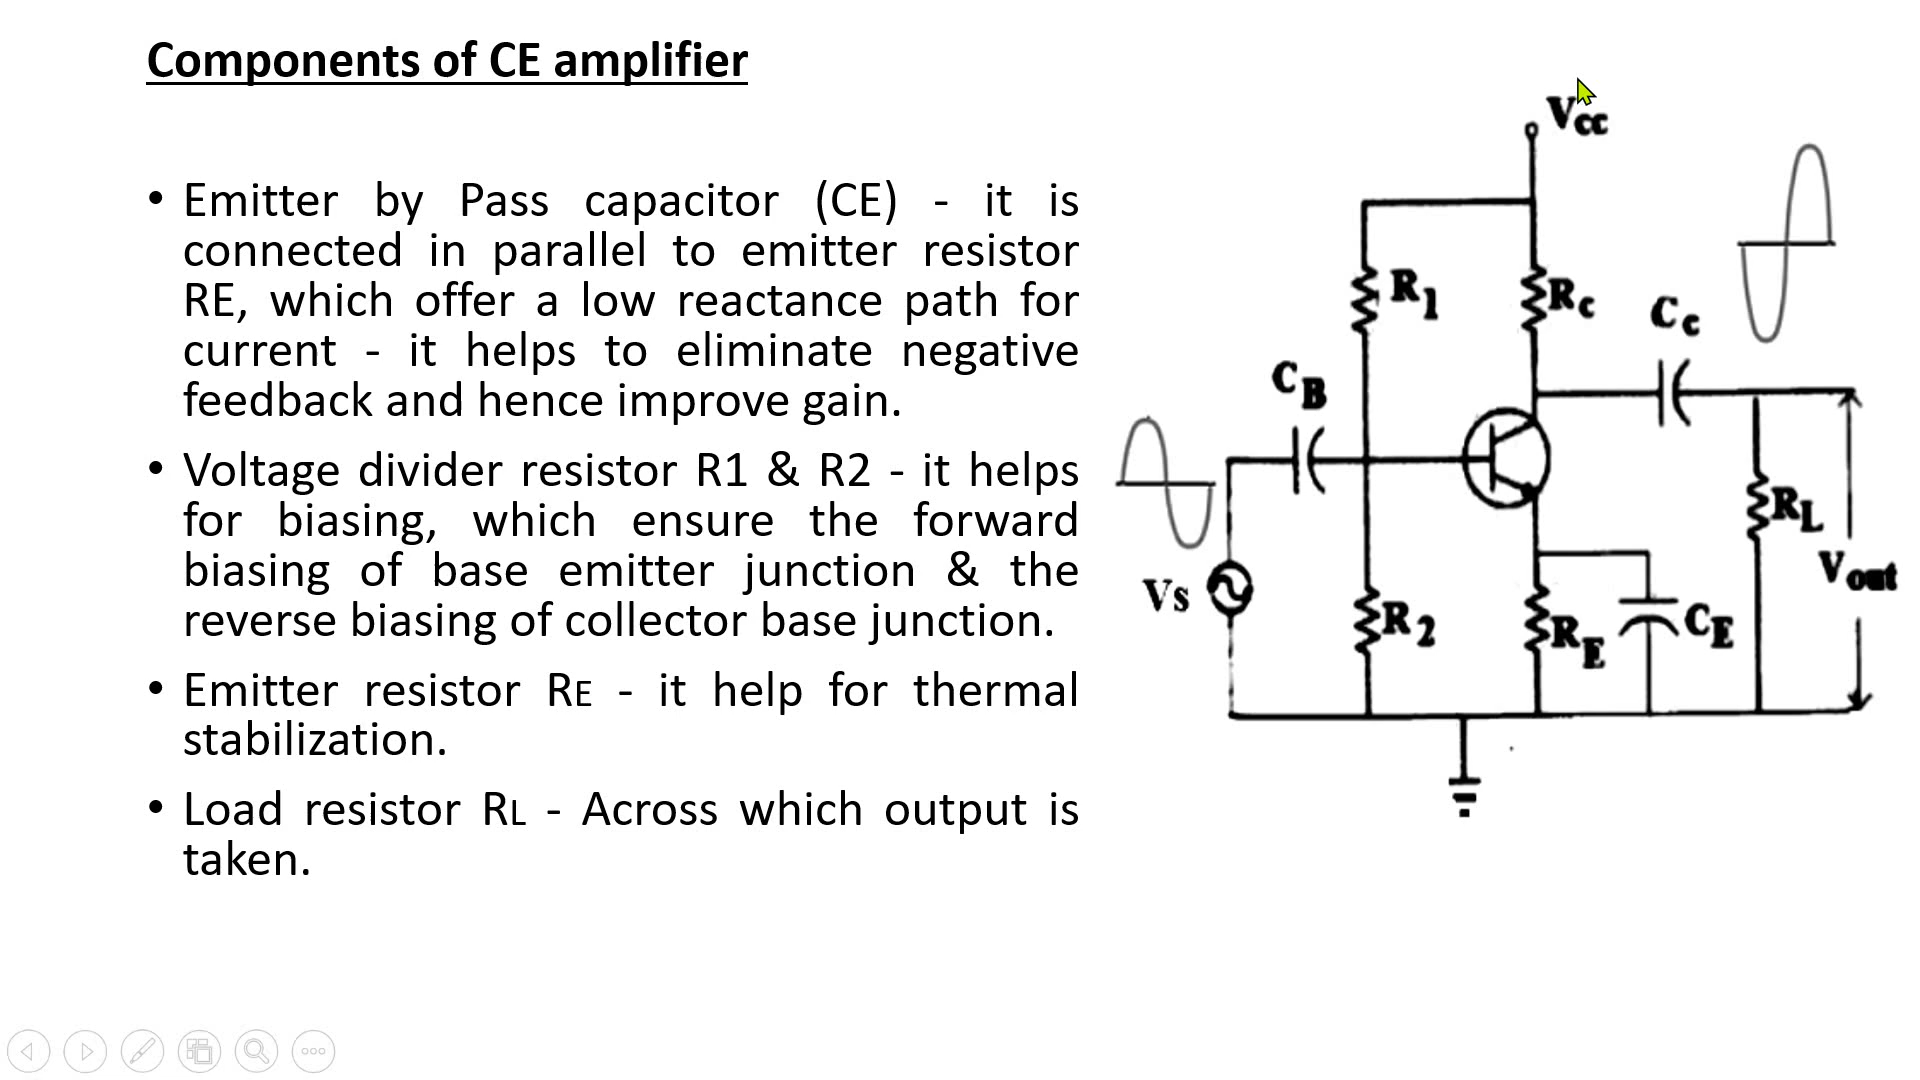 Components of CE amplifier
• Emitter by Pass capacitor (CE) - it is
connected in parallel to emitter resistor
RE, which offer a low reactance path for
current - it helps to eliminate negative
feedback and hence improve gain.
• Voltage divider resistor R1 & R2 - it helps
for biasing, which ensure the forward
biasing of base emitter junction & the
reverse biasing of collector base junction.
• Emitter resistor RE - it help for thermal
stabilization.
• Load resistor RL - Across which output is
taken.
Vcc
R1
Rc
Cc
CB
RL
Vout
Vs
R2
RE
CE